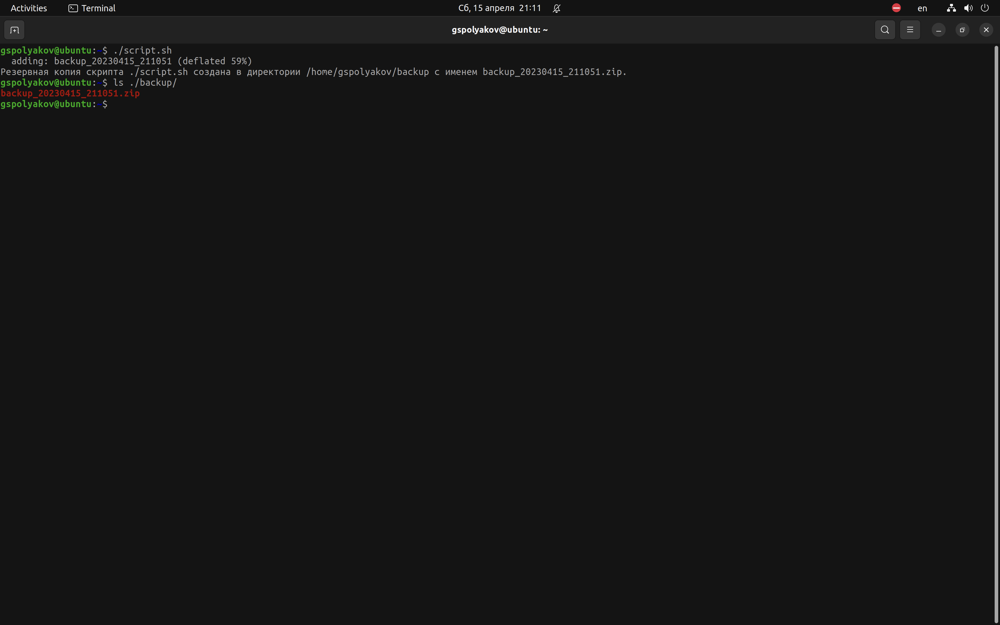 Activities Terminal Сб, 15 апреля 21:11 en
gspolyakov@ubuntu: ~
gspolyakov@ubuntu:~$ ./script.sh
  adding: backup_20230415_211051 (deflated 59%)
Резервная копия скрипта ./script.sh создана в директории /home/gspolyakov/backup с именем backup_20230415_211051.zip.
gspolyakov@ubuntu:~$ ls ./backup/
backup_20230415_211051.zip
gspolyakov@ubuntu:~$